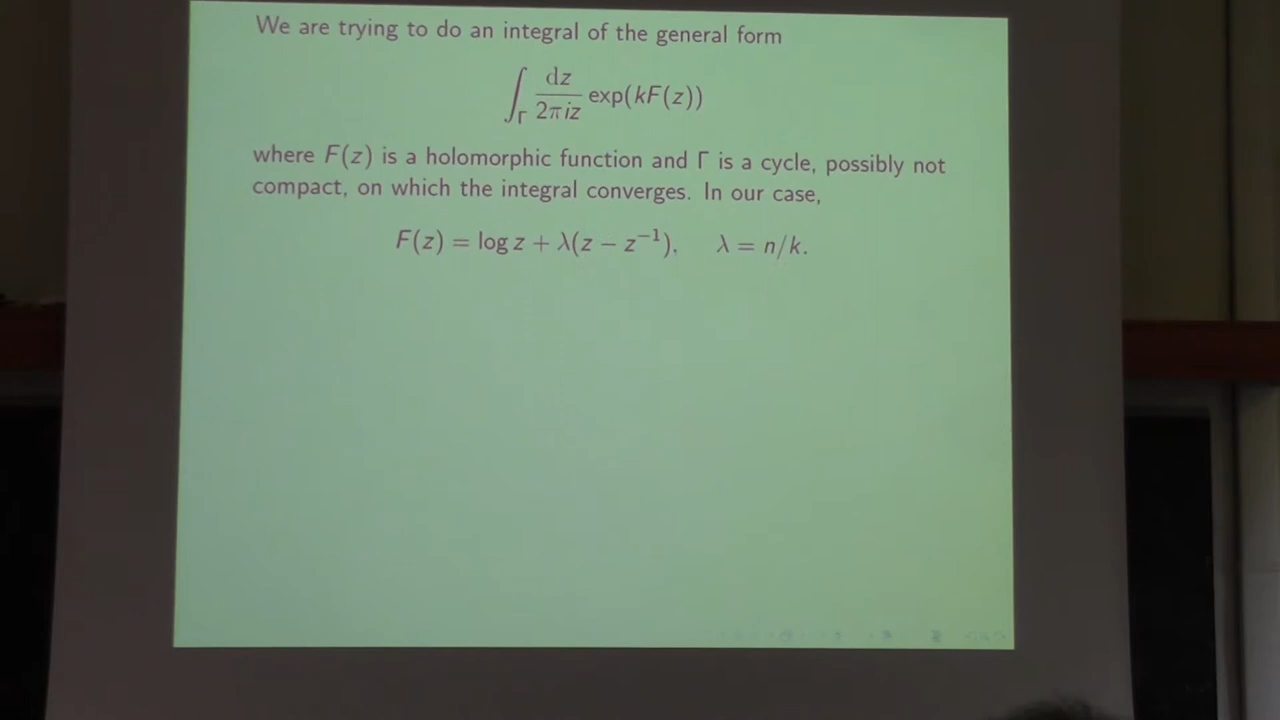 We are trying to do an integral of the general form
∫_Γ dz/(2πiz) exp(kF(z))
where F(z) is a holomorphic function and Γ is a cycle, possibly not
compact, on which the integral converges. In our case,
F(z) = log z + λ(z − z⁻¹), λ = n/k.